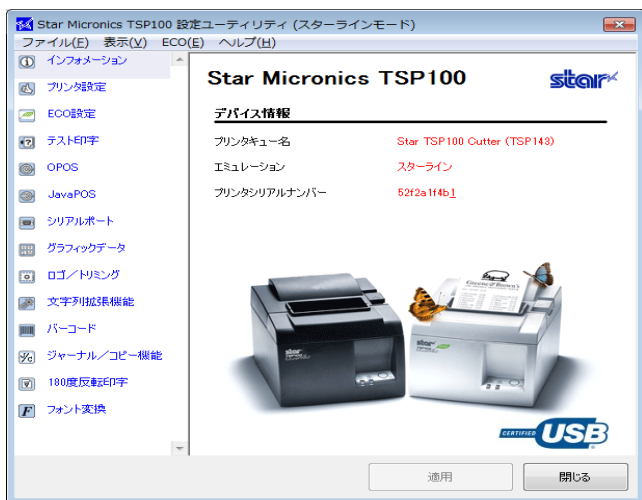 Star Micronics TSP100 設定ユーティリティ (スターラインモード)
ファイル(F) 表示(V) ECO(E) ヘルプ(H)
インフォメーション
プリンタ設定
ECO設定
テスト印字
OPOS
JavaPOS
シリアルポート
グラフィックデータ
ロゴ/トリミング
文字列拡張機能
バーコード
ジャーナル/コピー機能
180度反転印字
フォント変換
Star Micronics TSP100
star
デバイス情報
プリンタキュー名 Star TSP100 Cutter (TSP143)
エミュレーション スターライン
プリンタシリアルナンバー 52f2a1f4b1
Greene & Brown's
star
star
CERTIFIED USB
適用 閉じる